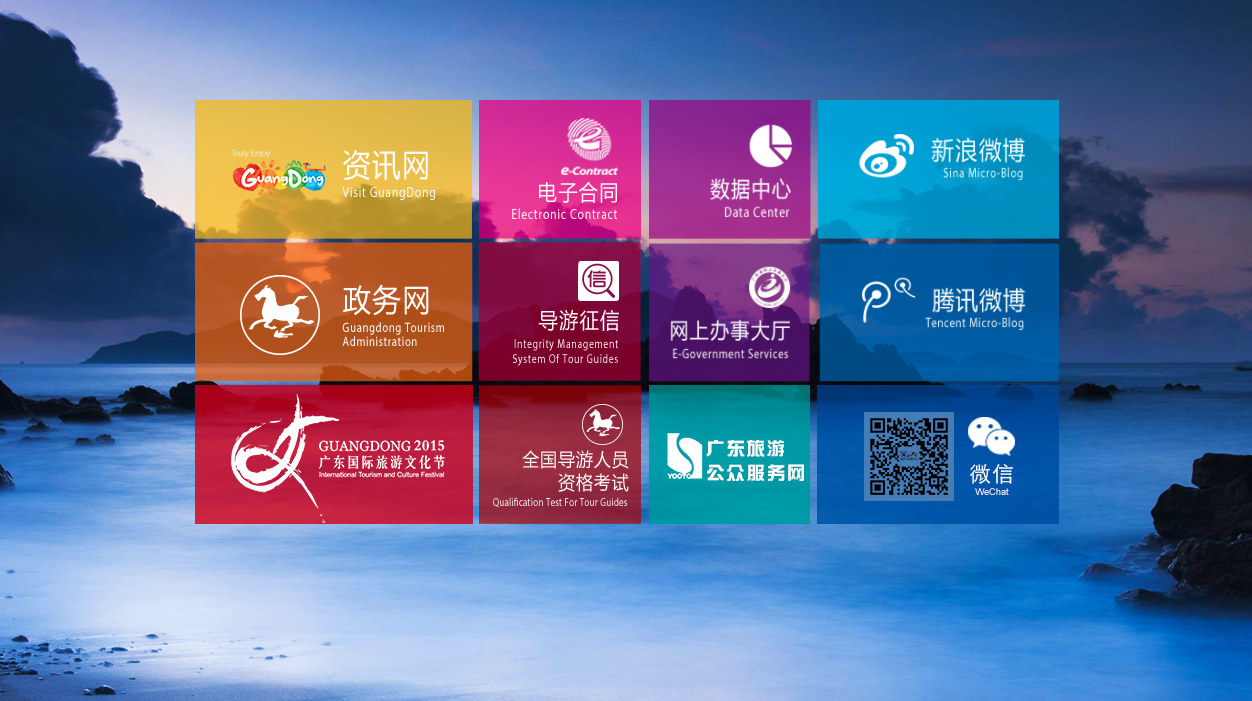 Truly Enjoy
GuangDong
资讯网
Visit GuangDong
e-Contract
电子合同
Electronic Contract
数据中心
Data Center
新浪微博
Sina Micro-Blog
政务网
Guangdong Tourism
Administration
信
导游征信
Integrity Management
System Of Tour Guides
网上办事大厅
E-Government Services
腾讯微博
Tencent Micro-Blog
GUANGDONG 2015
广东国际旅游文化节
International Tourism and Culture Festival
全国导游人员
资格考试
Qualification Test For Tour Guides
YOOTO
广东旅游
公众服务网
微信
WeChat